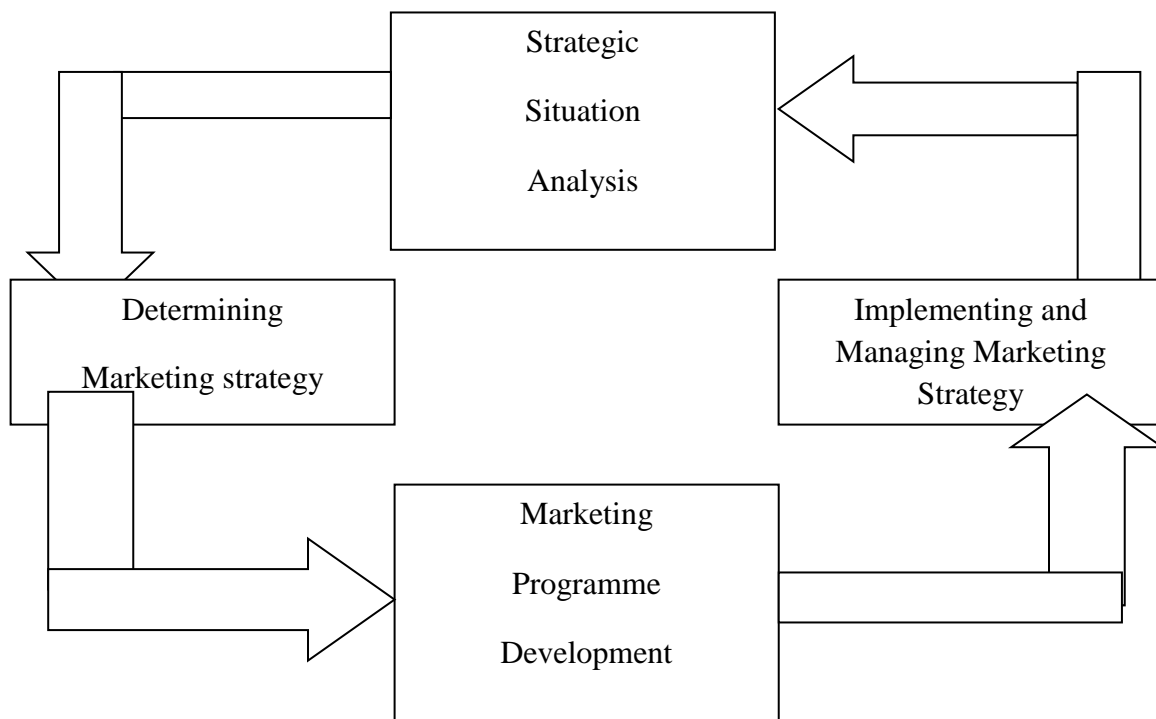 Strategic
Situation
Analysis
Determining
Marketing strategy
Implementing and
Managing Marketing
Strategy
Marketing
Programme
Development